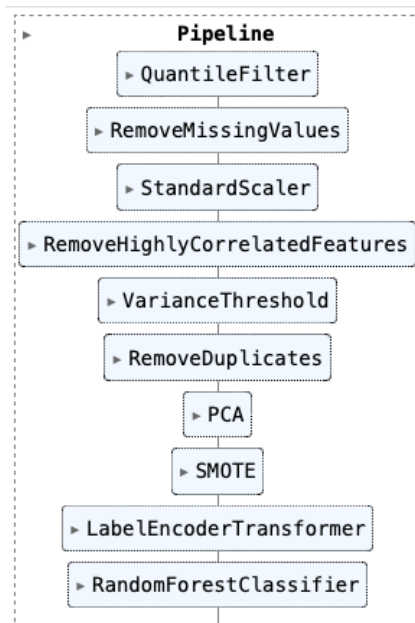 Pipeline
QuantileFilter
RemoveMissingValues
StandardScaler
RemoveHighlyCorrelatedFeatures
VarianceThreshold
RemoveDuplicates
PCA
SMOTE
LabelEncoderTransformer
RandomForestClassifier